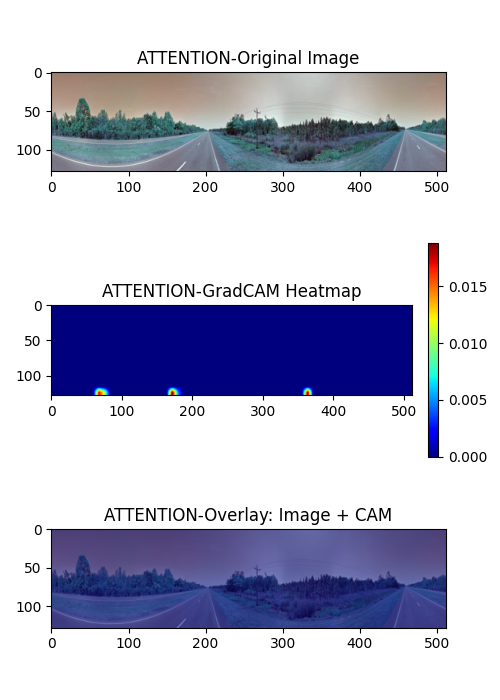 ATTENTION-Original Image
0
50
100
0 100 200 300 400 500
ATTENTION-GradCAM Heatmap
0
50
100
0 100 200 300 400 500
0.015
0.010
0.005
0.000
ATTENTION-Overlay: Image + CAM
0
50
100
0 100 200 300 400 500